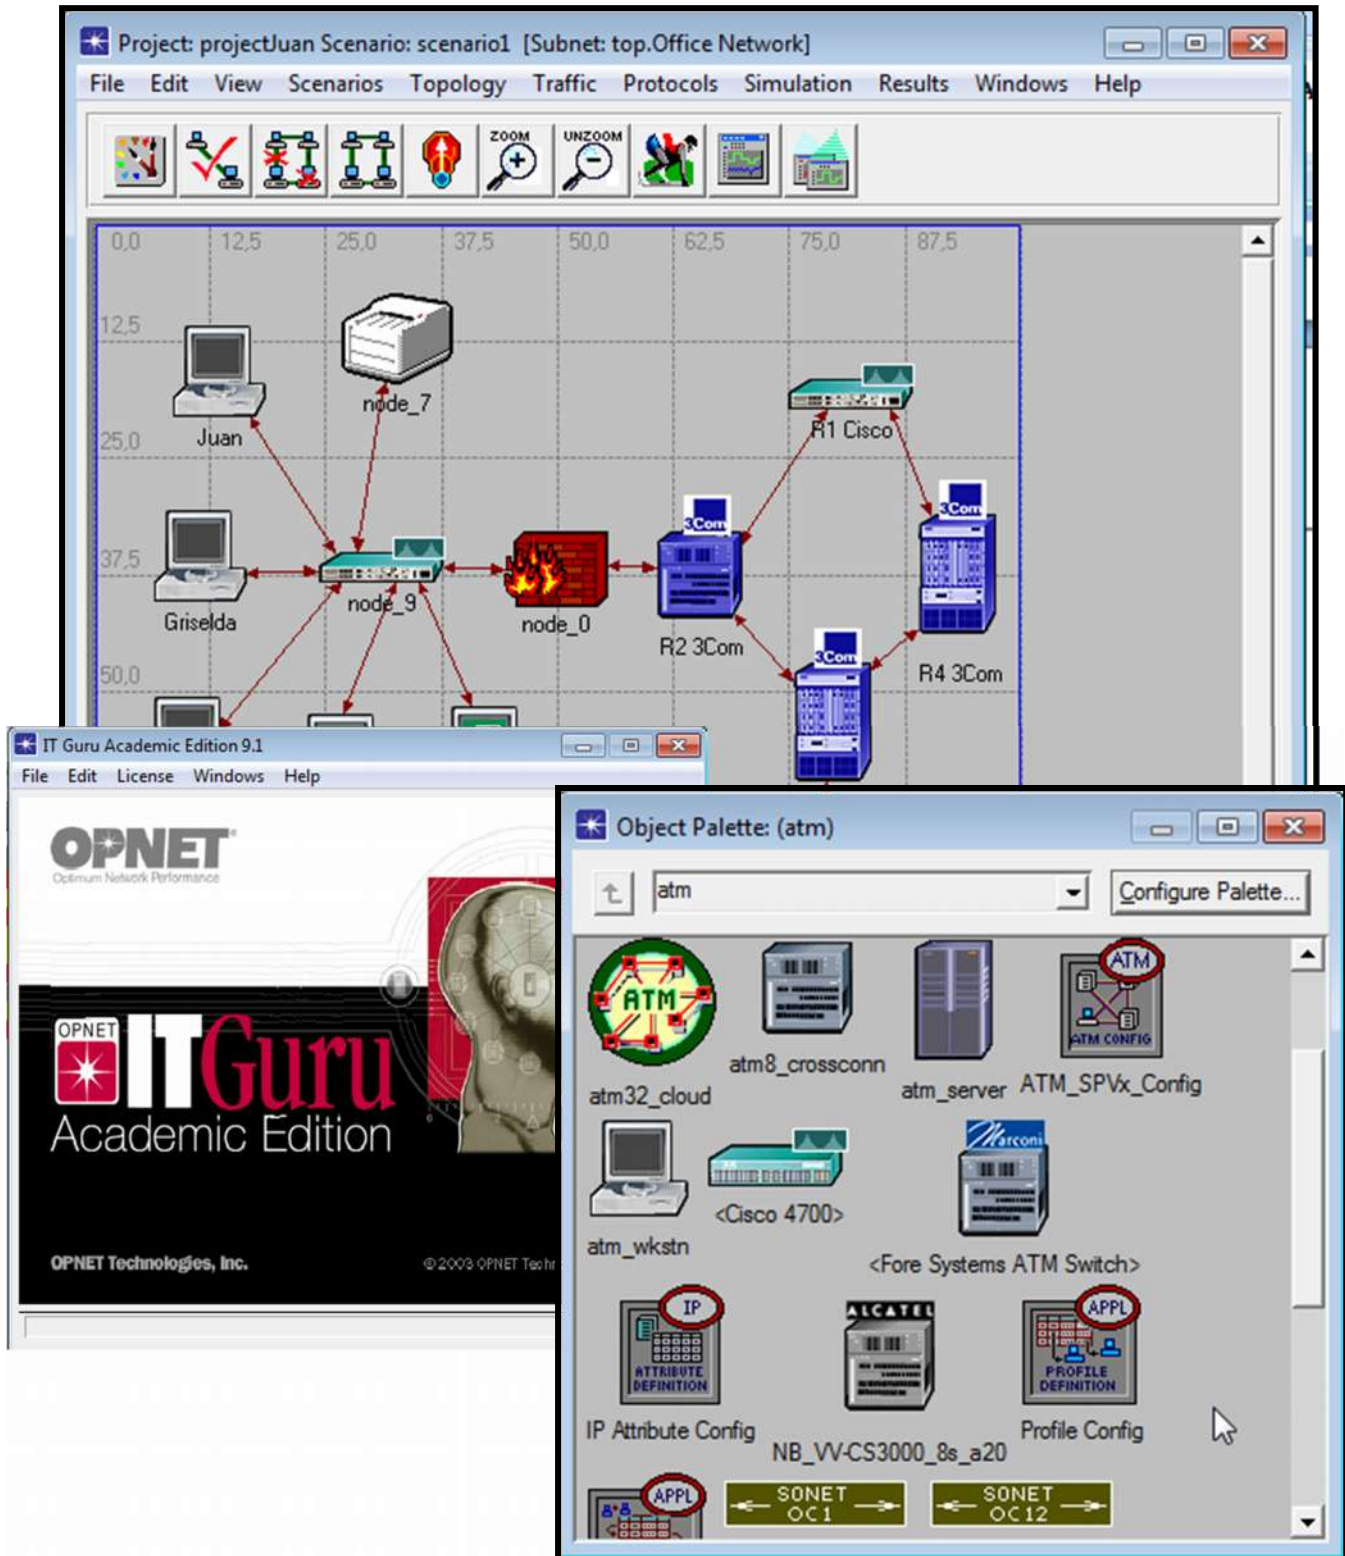 Project: projectJuan Scenario: scenario1 [Subnet: top.Office Network]
File Edit View Scenarios Topology Traffic Protocols Simulation Results Windows Help
ZOOM UNZOOM
0,0 12,5 25,0 37,5 50,0 62,5 75,0 87,5
12,5
node_7
Juan
R1 Cisco
25,0
3Com
3Com
37,5
node_9
Griselda
node_0
R2 3Com
3Com
R4 3Com
50,0
IT Guru Academic Edition 9.1
File Edit License Windows Help
OPNET®
Optimum Network Performance
OPNET
ITGuru
Academic Edition
OPNET Technologies, Inc. © 2003 OPNET
Object Palette: (atm)
atm Configure Palette...
ATM
ATM
ATM CONFIG
atm32_cloud atm8_crossconn atm_server ATM_SPVx_Config
Marconi
atm_wkstn <Cisco 4700> <Fore Systems ATM Switch>
IP ALCATEL APPL
ATTRIBUTE DEFINITION PROFILE DEFINITION
IP Attribute Config NB_VV-CS3000_8s_a20 Profile Config
APPL SONET OC1 SONET OC12